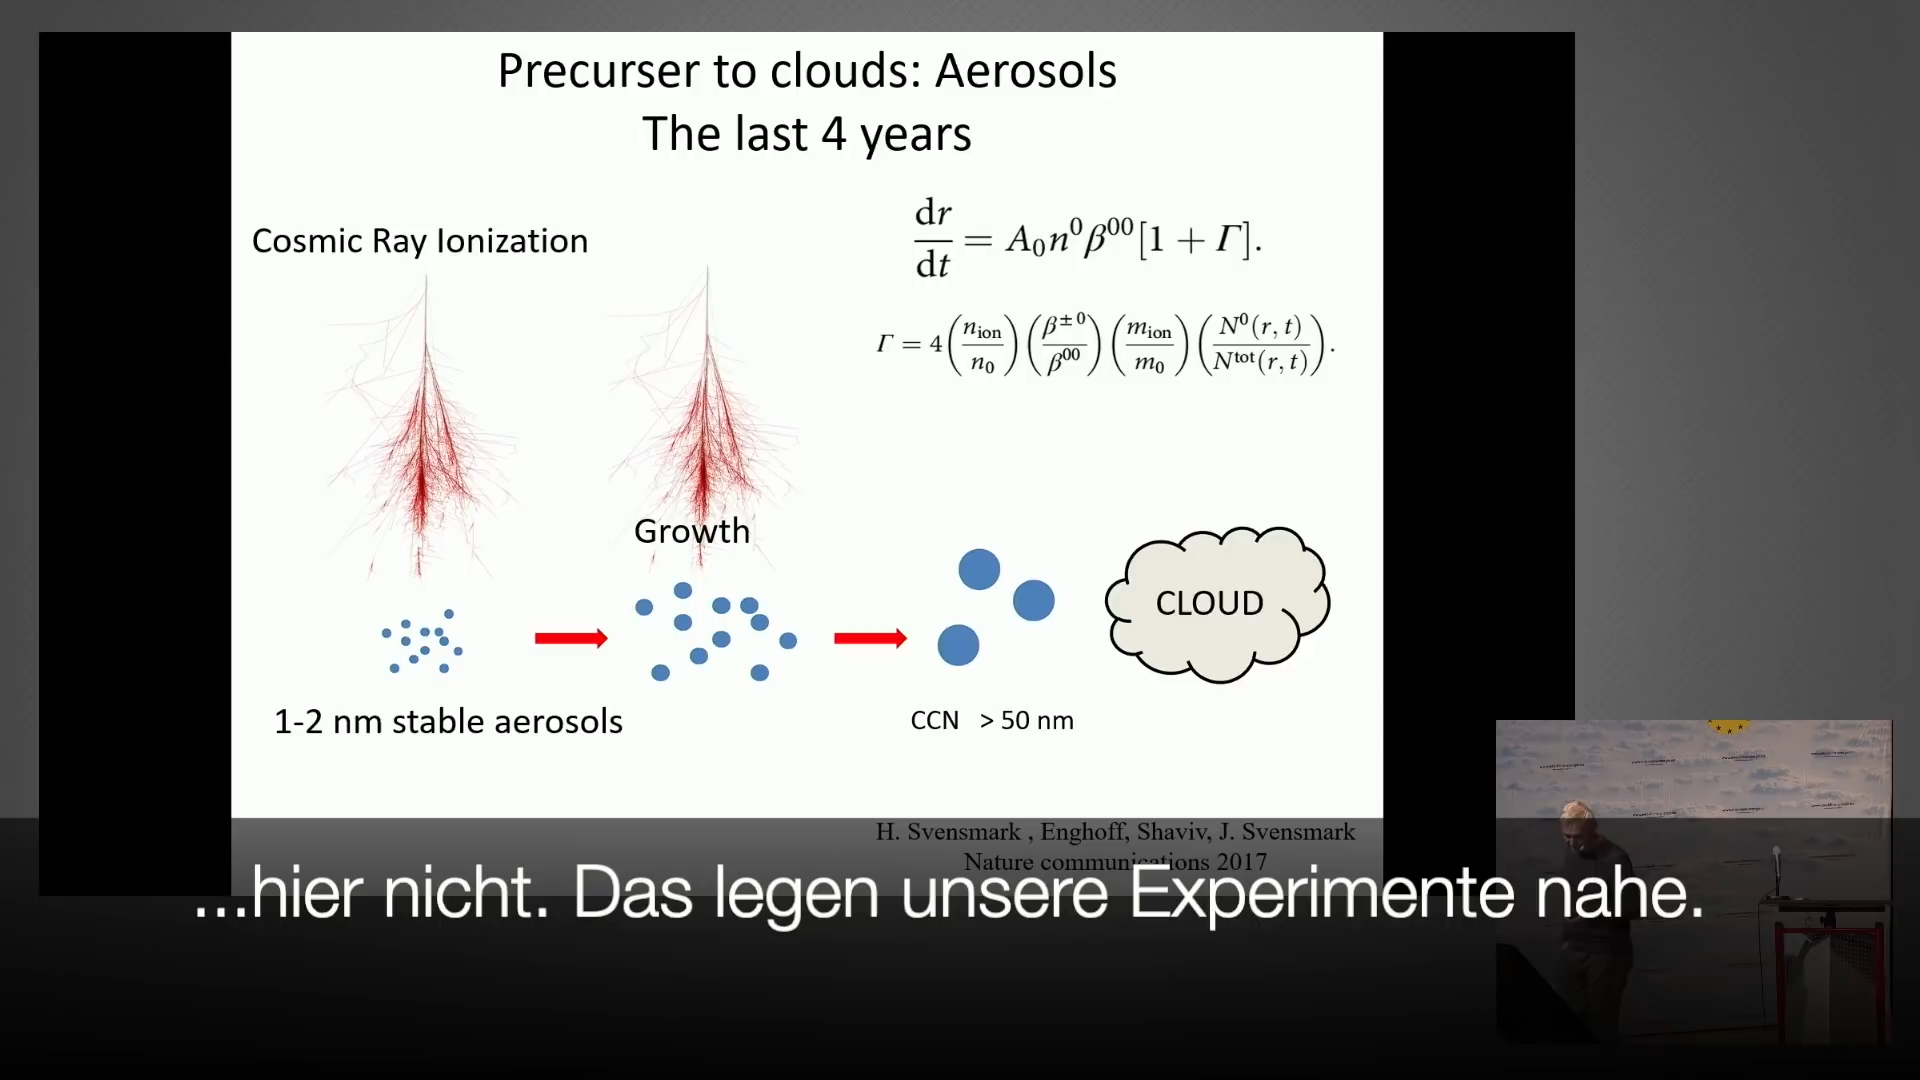 Precurser to clouds: Aerosols
The last 4 years
Cosmic Ray Ionization
dr/dt = A₀n⁰β⁰⁰[1 + Γ].
Γ = 4(n_ion/n₀)(β^±0/β⁰⁰)(m_ion/m₀)(N⁰(r, t)/N^tot(r, t)).
Growth
CLOUD
1-2 nm stable aerosols
CCN > 50 nm
H. Svensmark , Enghoff, Shaviv, J. Svensmark
Nature communications 2017
...hier nicht. Das legen unsere Experimente nahe.